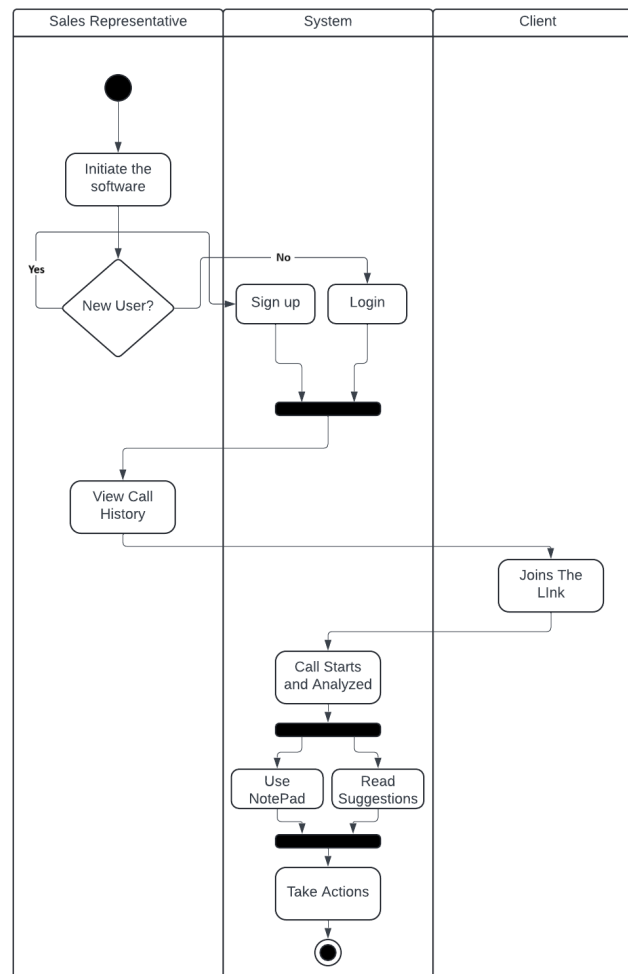 Sales Representative
System
Client
Initiate the
software
Yes
No
New User?
Sign up
Login
View Call
History
Joins The
LInk
Call Starts
and Analyzed
Use
NotePad
Read
Suggestions
Take Actions